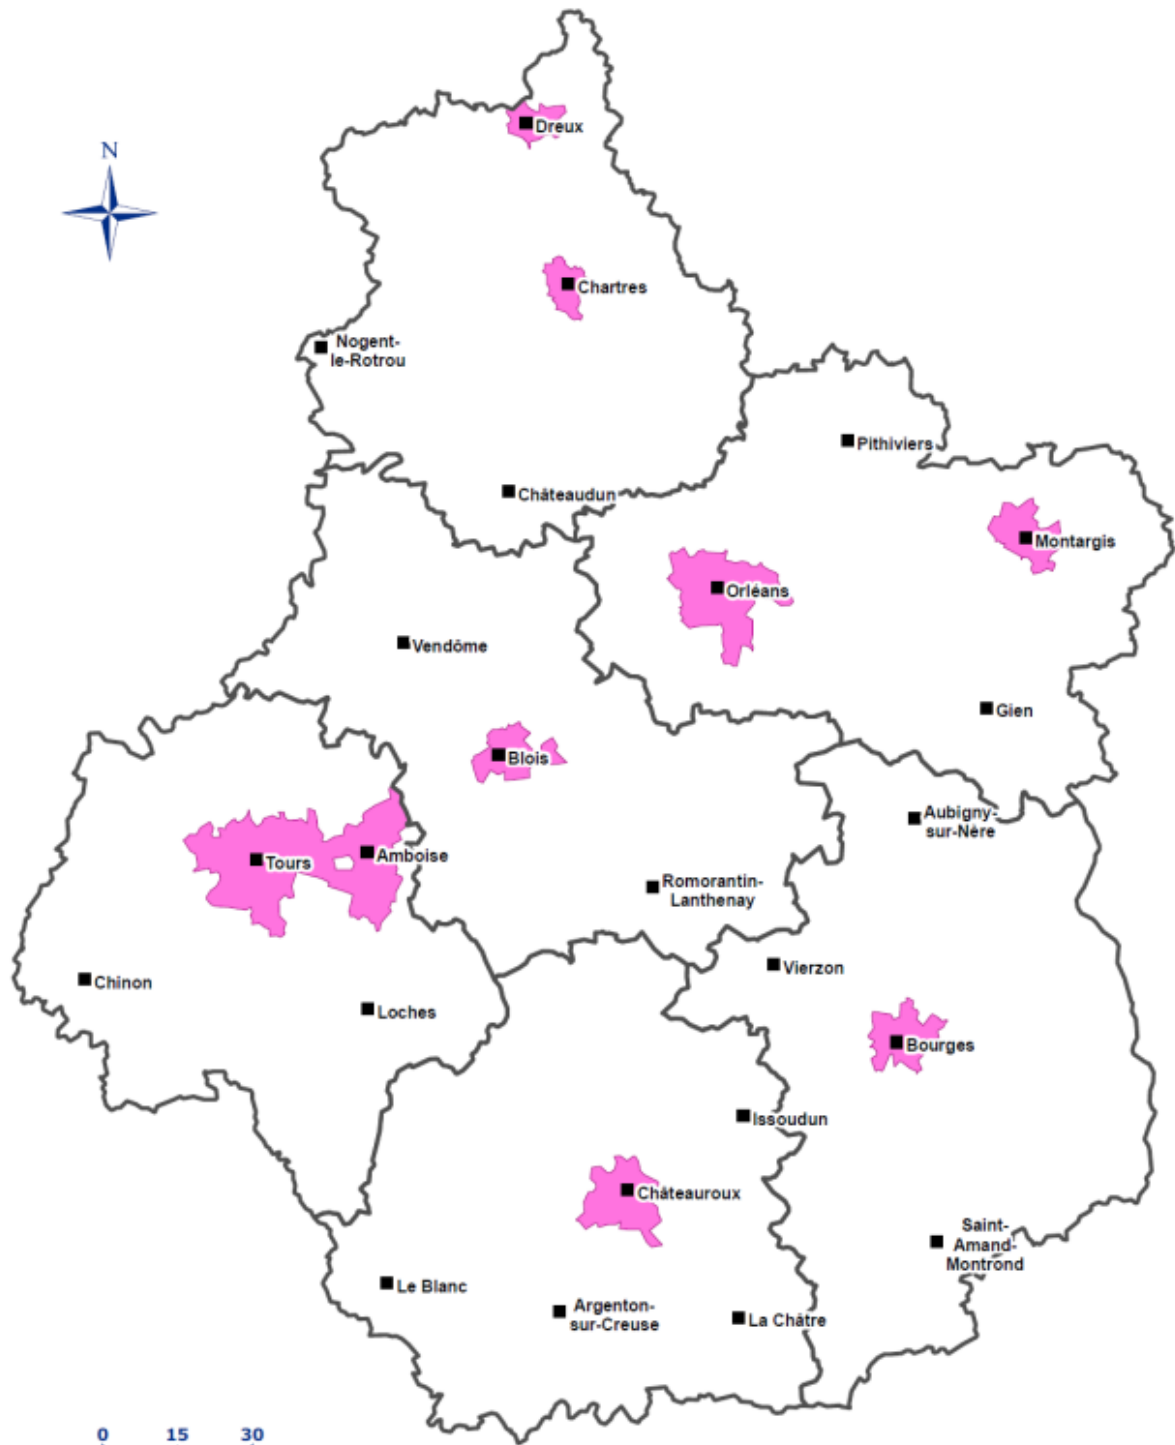 Dreux
N
Chartres
Nogent-
le-Rotrou
Pithiviers
Châteaudun
Montargis
Orléans
Vendôme
Gien
Blois
Aubigny-
sur-Nère
Tours
Amboise
Romorantin-
Lanthenay
Vierzon
Chinon
Loches
Bourges
Issoudun
Châteauroux
Saint-
Amand-
Montrond
Le Blanc
Argenton-
sur-Creuse
La Châtre
0 15 30